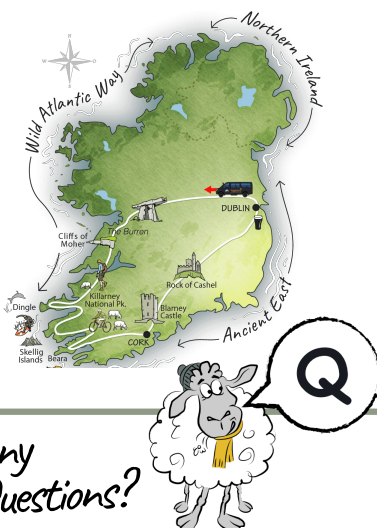 Northern Ireland
Wild Atlantic Way
N
W
E
S
DUBLIN
The Burren
Cliffs of
Moher
Rock of Cashel
Dingle
Killarney
National Pk.
Blarney
Castle
Ancient East
CORK
Skellig
Islands
Beara
Q
ny
uestions?